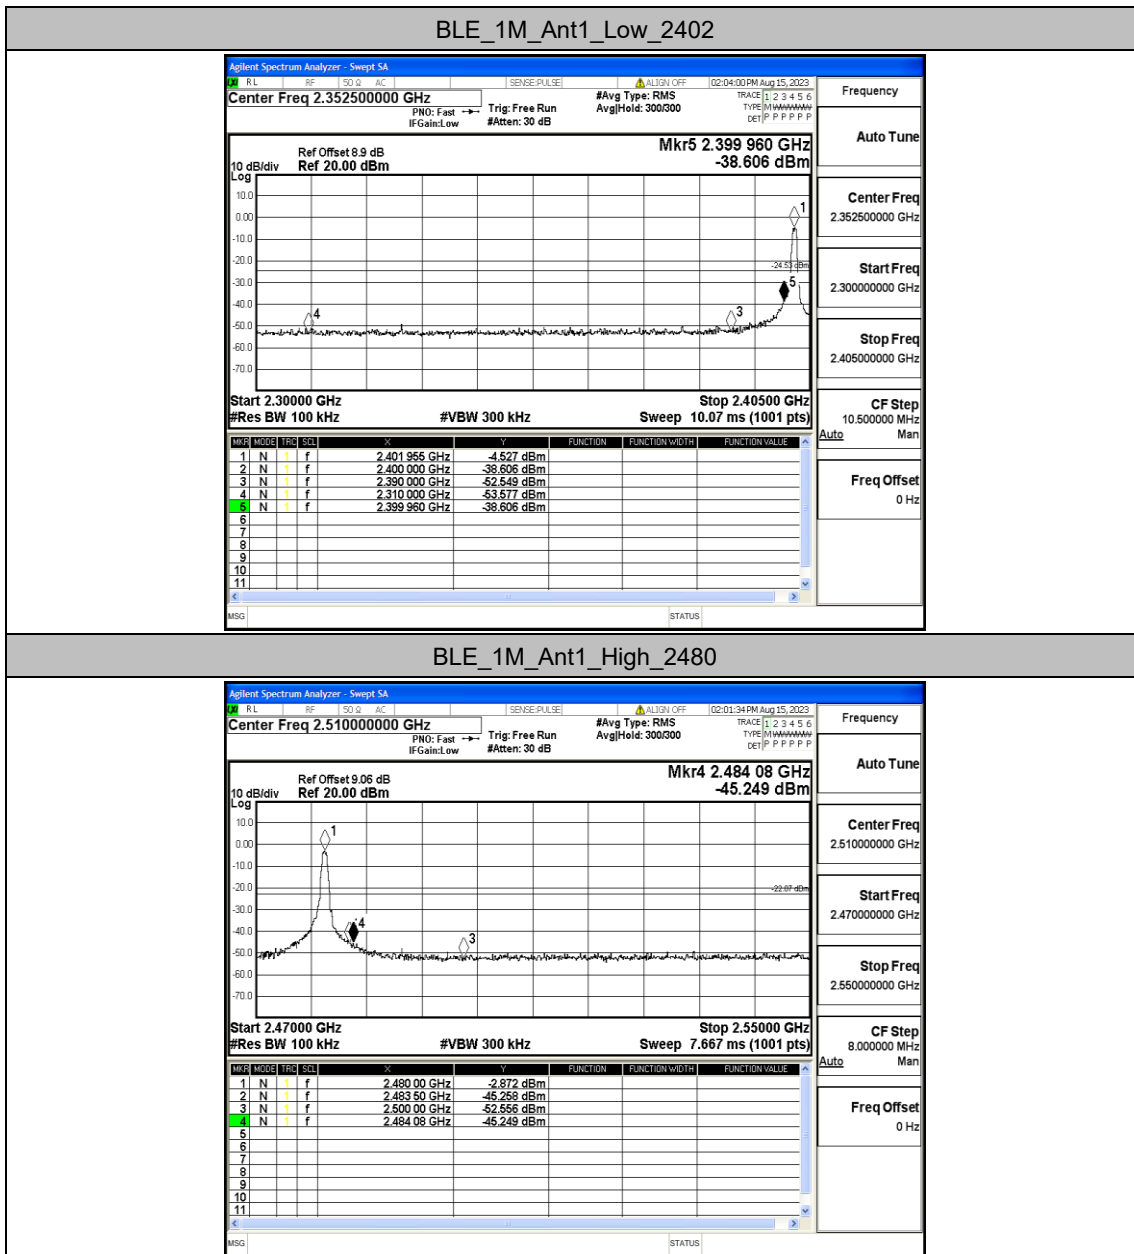 BLE_1M_Ant1_Low_2402
Agilent Spectrum Analyzer - Swept SA
RL RF 50 Ω AC SENSE:PULSE ALIGN OFF 02:04:00 PM Aug 15, 2023
Center Freq 2.352500000 GHz #Avg Type: RMS TRACE 1 2 3 4 5 6
PNO: Fast Trig: Free Run Avg|Hold: 300/300 TYPE M
IFGain:Low #Atten: 30 dB DET P P P P P P
Frequency
Mkr5 2.399 960 GHz
-38.606 dBm
Ref Offset 8.9 dB
10 dB/div Ref 20.00 dBm
Log
10.0
0.00
-10.0
-20.0
-30.0
-40.0
-50.0
-60.0
-70.0
1
-24.53 dBm
5
4
3
Start 2.30000 GHz Stop 2.40500 GHz
#Res BW 100 kHz #VBW 300 kHz Sweep 10.07 ms (1001 pts)
MKR MODE TRC SCL X Y FUNCTION FUNCTION WIDTH FUNCTION VALUE
1 N 1 f 2.401 955 GHz -4.527 dBm
2 N 1 f 2.400 000 GHz -38.606 dBm
3 N 1 f 2.390 000 GHz -52.549 dBm
4 N 1 f 2.310 000 GHz -53.577 dBm
5 N 1 f 2.399 960 GHz -38.606 dBm
6
7
8
9
10
11
MSG STATUS
Auto Tune
Center Freq
2.352500000 GHz
Start Freq
2.300000000 GHz
Stop Freq
2.405000000 GHz
CF Step
10.500000 MHz
Auto Man
Freq Offset
0 Hz
BLE_1M_Ant1_High_2480
Agilent Spectrum Analyzer - Swept SA
RL RF 50 Ω AC SENSE:PULSE ALIGN OFF 02:01:34 PM Aug 15, 2023
Center Freq 2.510000000 GHz #Avg Type: RMS TRACE 1 2 3 4 5 6
PNO: Fast Trig: Free Run Avg|Hold: 300/300 TYPE M
IFGain:Low #Atten: 30 dB DET P P P P P P
Frequency
Mkr4 2.484 08 GHz
-45.249 dBm
Ref Offset 9.06 dB
10 dB/div Ref 20.00 dBm
Log
10.0
0.00
-10.0
-20.0
-30.0
-40.0
-50.0
-60.0
-70.0
1
-22.87 dBm
4
3
Start 2.47000 GHz Stop 2.55000 GHz
#Res BW 100 kHz #VBW 300 kHz Sweep 7.667 ms (1001 pts)
MKR MODE TRC SCL X Y FUNCTION FUNCTION WIDTH FUNCTION VALUE
1 N 1 f 2.480 00 GHz -2.872 dBm
2 N 1 f 2.483 50 GHz -45.258 dBm
3 N 1 f 2.500 00 GHz -52.556 dBm
4 N 1 f 2.484 08 GHz -45.249 dBm
5
6
7
8
9
10
11
MSG STATUS
Auto Tune
Center Freq
2.510000000 GHz
Start Freq
2.470000000 GHz
Stop Freq
2.550000000 GHz
CF Step
8.000000 MHz
Auto Man
Freq Offset
0 Hz